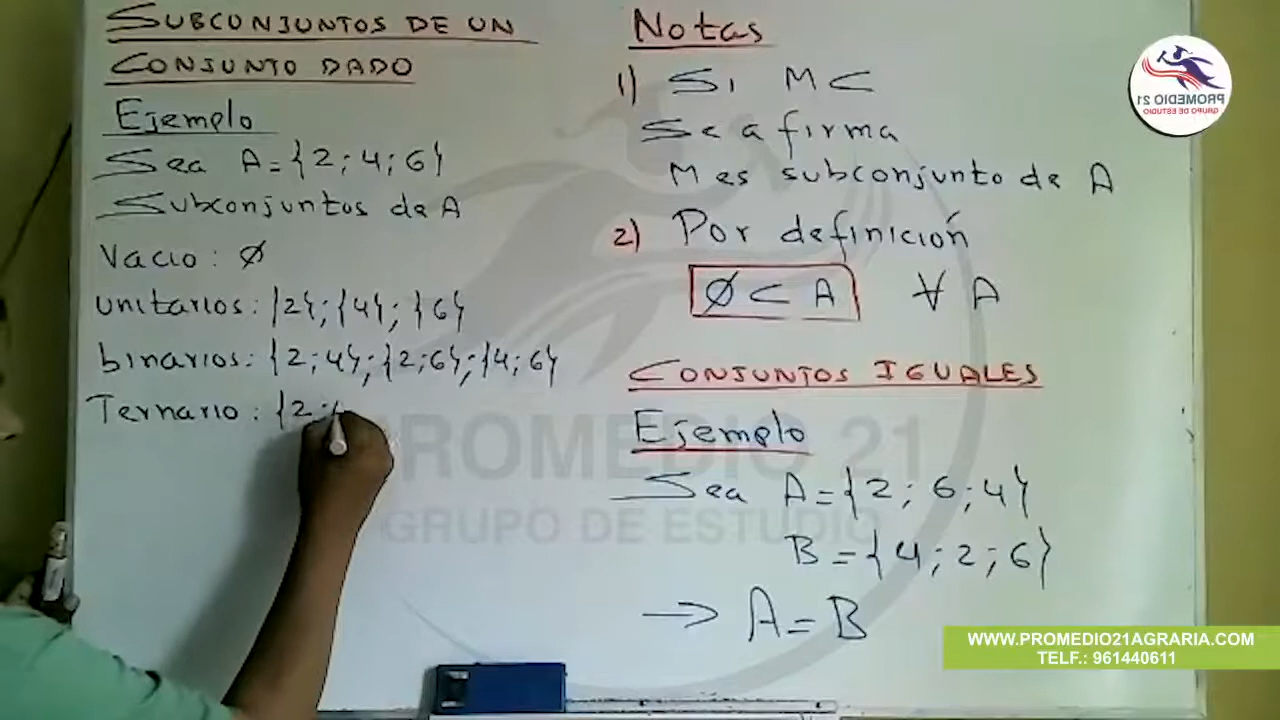 SUBCONJUNTOS DE UN
CONJUNTO DADO
Ejemplo
Sea A={2;4;6}
Subconjuntos de A
Vacio: ∅
unitarios: {2};{4};{6}
binarios: {2;4};{2;6};{4;6}
Ternario: {2;
Notas
1) Si M⊂
Se afirma
M es subconjunto de A
2) Por definición
∅⊂A ∀ A
CONJUNTOS IGUALES
Ejemplo
Sea A={2;6;4}
B={4;2;6}
→ A=B
PROMEDIO 21
GRUPO DE ESTUDIO
PROMEDIO 21
GRUPO DE ESTUDIO
WWW.PROMEDIO21AGRARIA.COM
TELF.: 961440611